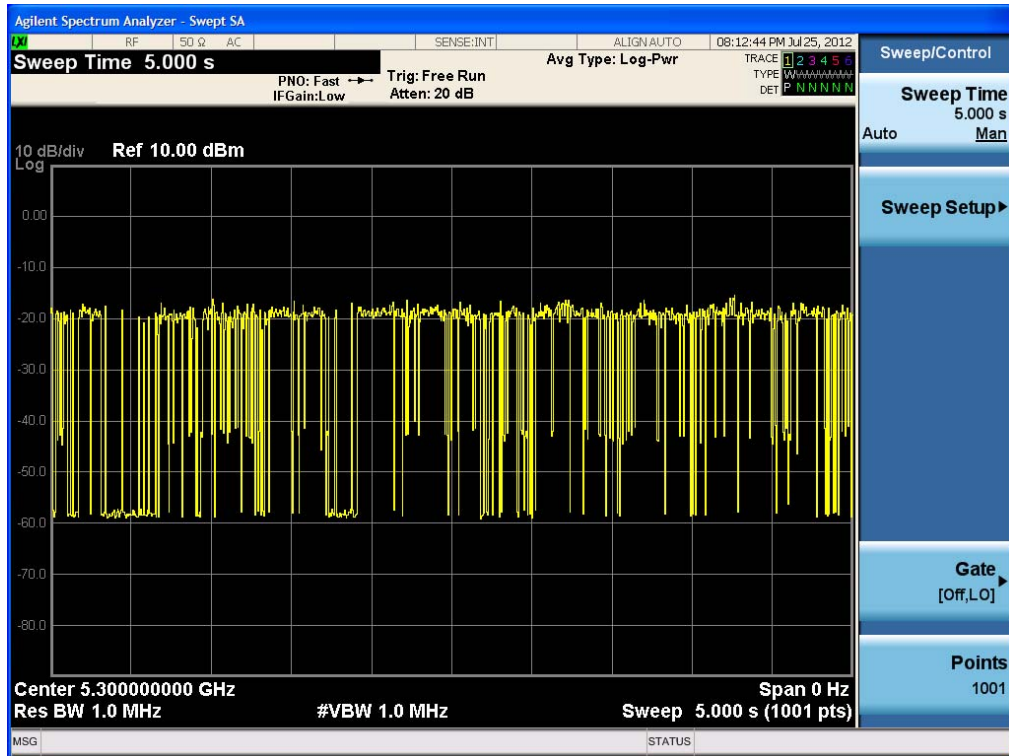 Agilent Spectrum Analyzer - Swept SA
LXI RF 50 Ω AC SENSE:INT ALIGN AUTO 08:12:44 PM Jul 25, 2012
Sweep Time 5.000 s
PNO: Fast
IFGain:Low
Trig: Free Run
Atten: 20 dB
Avg Type: Log-Pwr
TRACE 1 2 3 4 5 6
TYPE WWWWWW
DET P N N N N N
10 dB/div Ref 10.00 dBm
Log
0.00
-10.0
-20.0
-30.0
-40.0
-50.0
-60.0
-70.0
-80.0
Center 5.300000000 GHz Span 0 Hz
Res BW 1.0 MHz #VBW 1.0 MHz Sweep 5.000 s (1001 pts)
MSG STATUS
Sweep/Control
Sweep Time
5.000 s
Auto Man
Sweep Setup
Gate
[Off,LO]
Points
1001